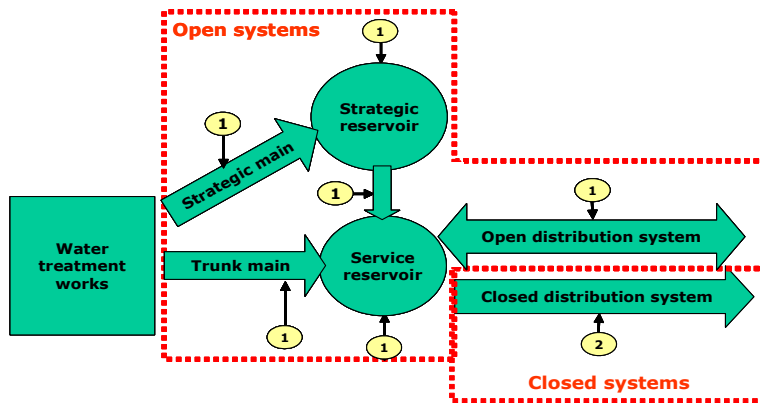 Open systems
1
Strategic
reservoir
1
Strategic main
1
1
Water
treatment
works
Trunk main
Service
reservoir
Open distribution system
Closed distribution system
1
1
2
Closed systems